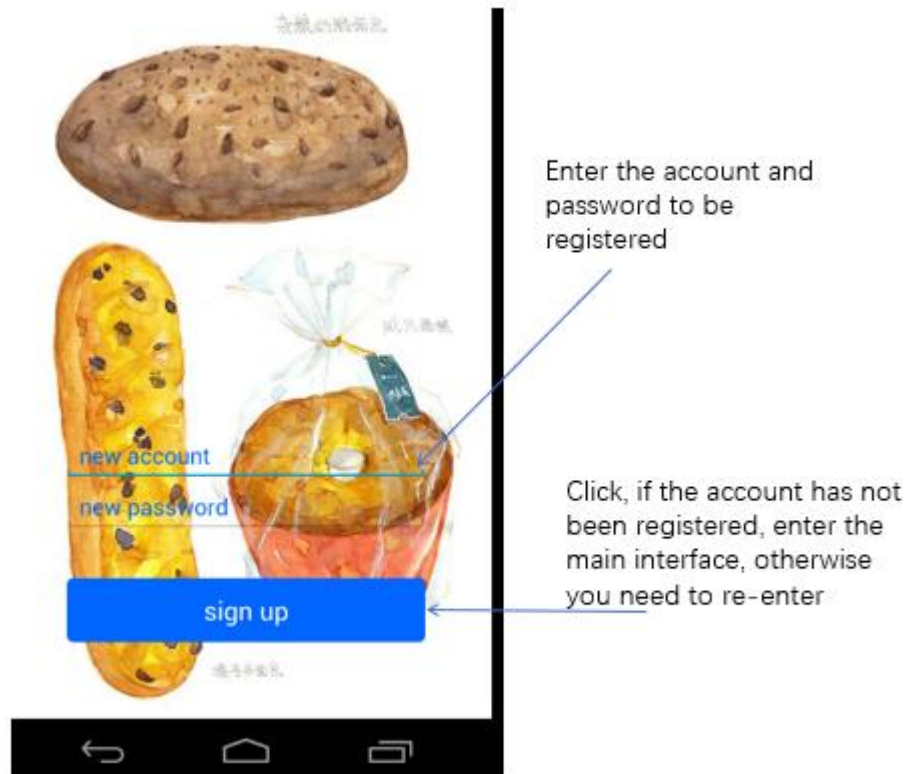 Enter the account and
password to be
registered
new account
new password
Click, if the account has not
been registered, enter the
main interface, otherwise
you need to re-enter
sign up